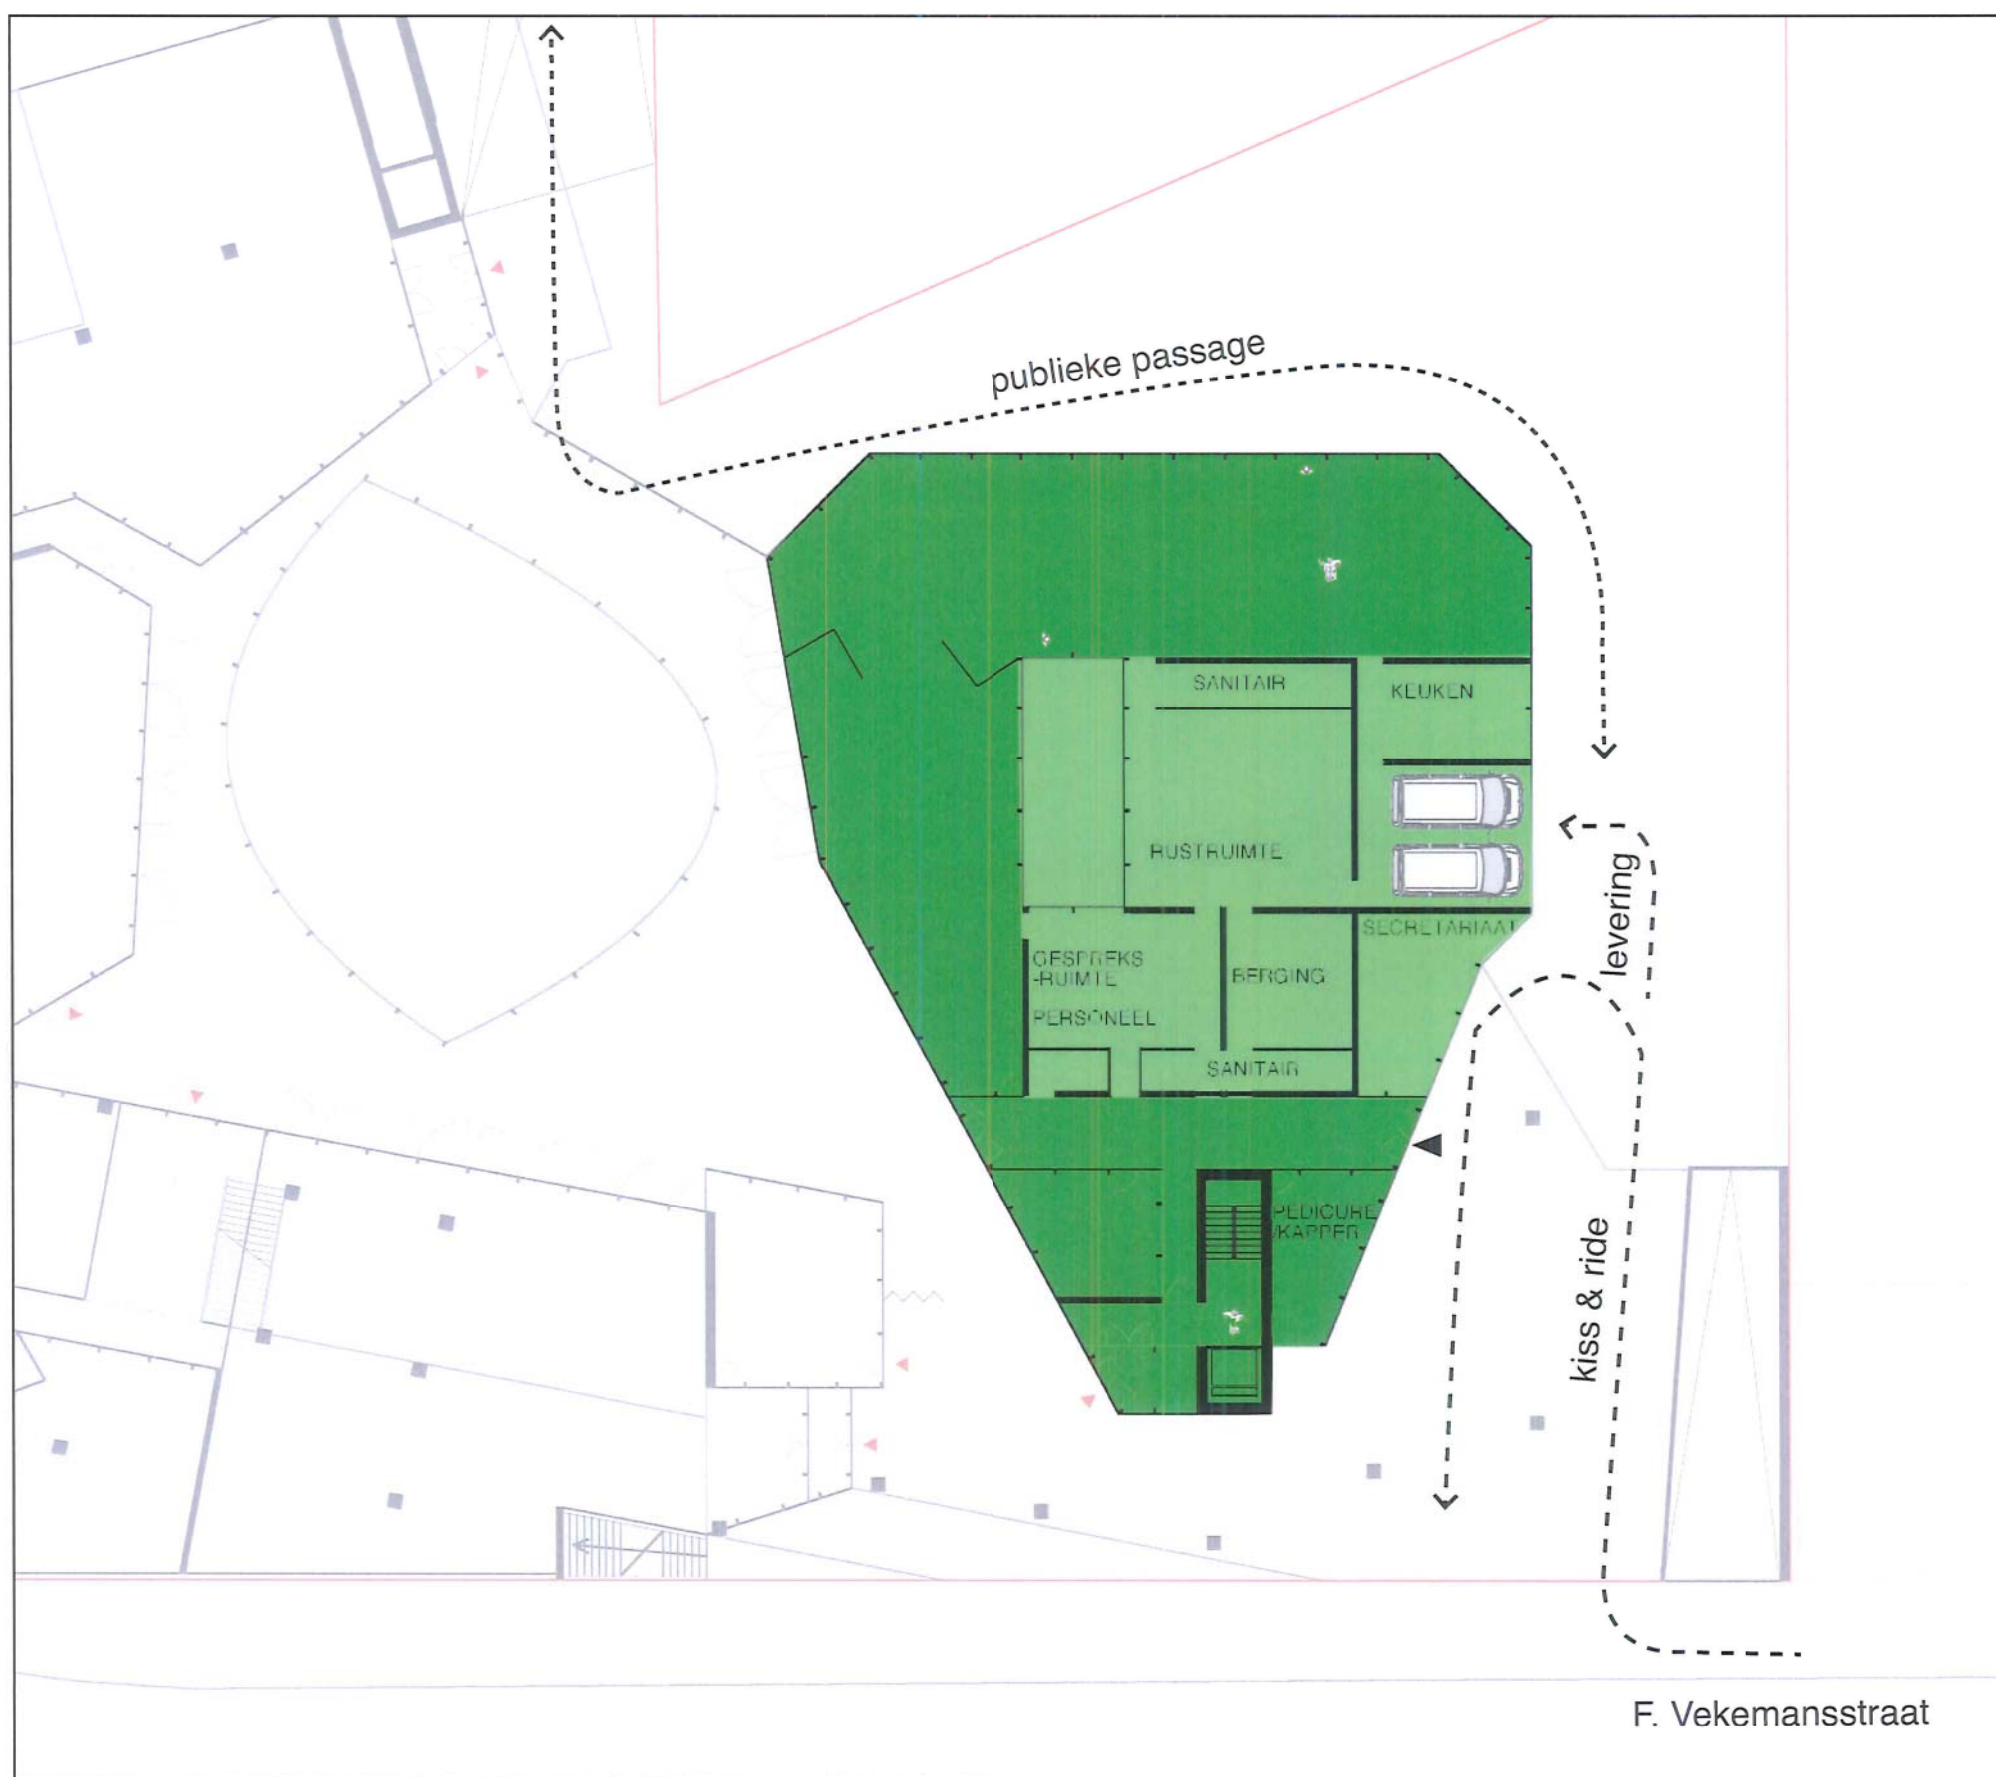 publieke passage
SANITAIR
KEUKEN
RUSTRUIMTE
levering
SECRETARIAAT
GESPREKS
-RUIMTE
BERGING
PERSONEEL
SANITAIR
PEDICURE
/KAPPER
kiss & ride
F. Vekemansstraat